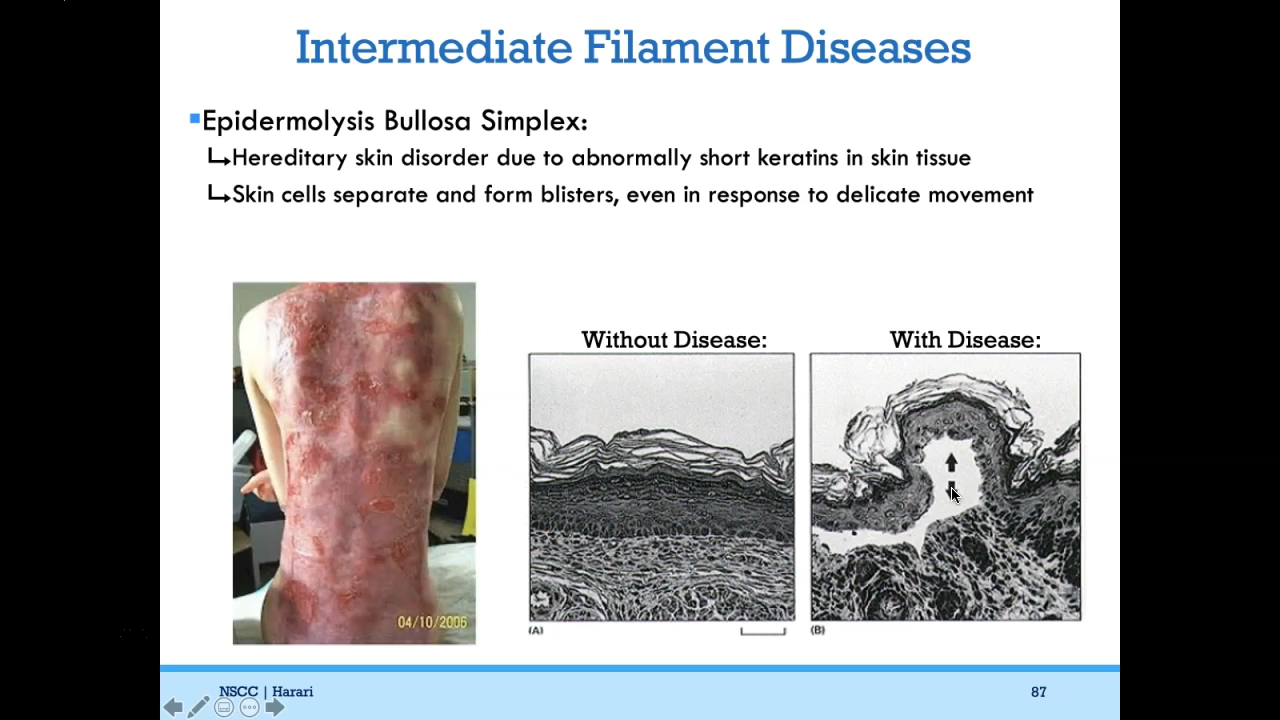 Intermediate Filament Diseases
Epidermolysis Bullosa Simplex:
Hereditary skin disorder due to abnormally short keratins in skin tissue
Skin cells separate and form blisters, even in response to delicate movement
Without Disease:
With Disease:
04/10/2006
(A)
(B)
NSCC | Harari
87